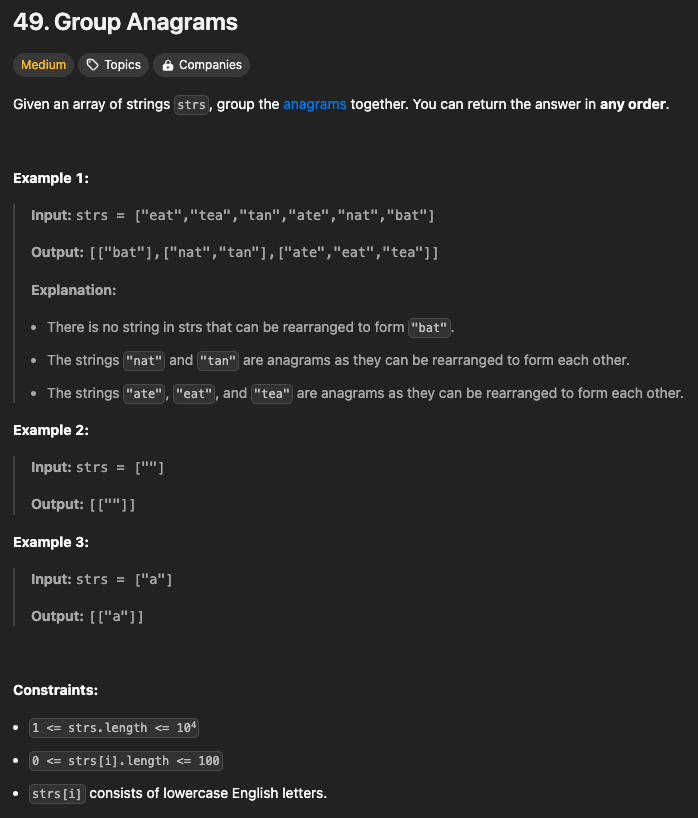 49. Group Anagrams
Medium Topics Companies
Given an array of strings strs, group the anagrams together. You can return the answer in any order.
Example 1:
Input: strs = ["eat","tea","tan","ate","nat","bat"]
Output: [["bat"],["nat","tan"],["ate","eat","tea"]]
Explanation:
• There is no string in strs that can be rearranged to form "bat".
• The strings "nat" and "tan" are anagrams as they can be rearranged to form each other.
• The strings "ate", "eat", and "tea" are anagrams as they can be rearranged to form each other.
Example 2:
Input: strs = [""]
Output: [[""]]
Example 3:
Input: strs = ["a"]
Output: [["a"]]
Constraints:
• 1 <= strs.length <= 10⁴
• 0 <= strs[i].length <= 100
• strs[i] consists of lowercase English letters.